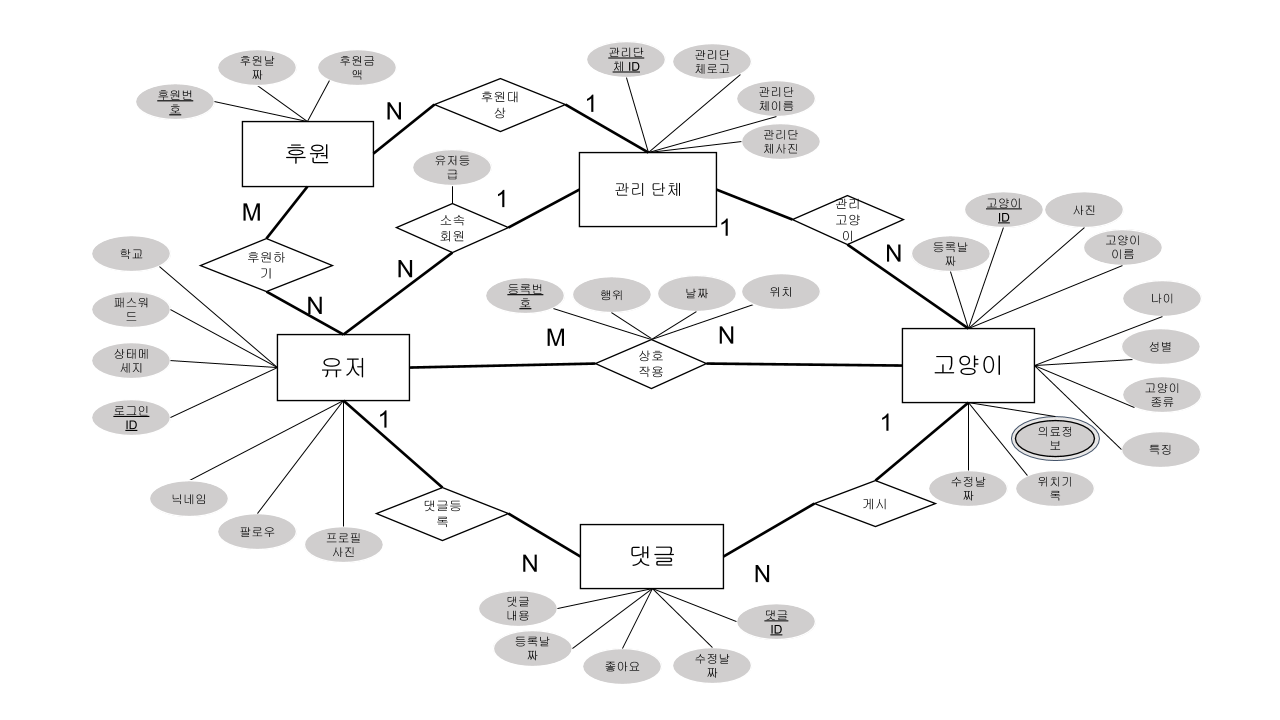 후원날
짜
후원금
액
후원번
호
후원
N
후원대
상
1
관리단
체 ID
관리단
체로고
관리단
체이름
관리단
체사진
관리 단체
유저등
급
1
소속
회원
N
M
후원하
기
N
1
관리
고양
이
N
고양이
ID
사진
등록날
짜
고양이
이름
나이
성별
고양이
종류
특징
고양이
의료정
보
수정날
짜
위치기
록
학교
패스워
드
상태메
세지
로그인
ID
유저
닉네임
팔로우
프로필
사진
등록번
호
행위
날짜
위치
M
N
상호
작용
1
댓글등
록
N
1
게시
N
댓글
댓글
내용
등록날
짜
좋아요
수정날
짜
댓글
ID